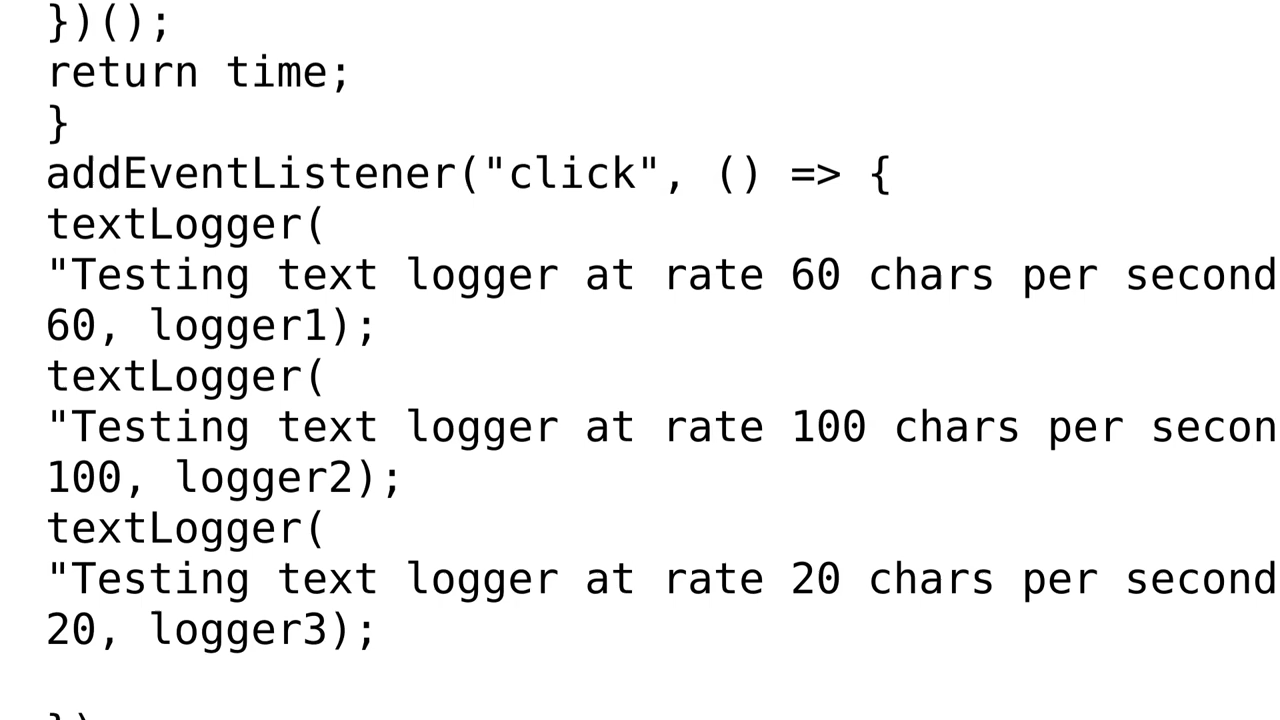 })();
return time;
}
addEventListener("click", () => {
textLogger(
"Testing text logger at rate 60 chars per second
60, logger1);
textLogger(
"Testing text logger at rate 100 chars per secon
100, logger2);
textLogger(
"Testing text logger at rate 20 chars per second
20, logger3);
})